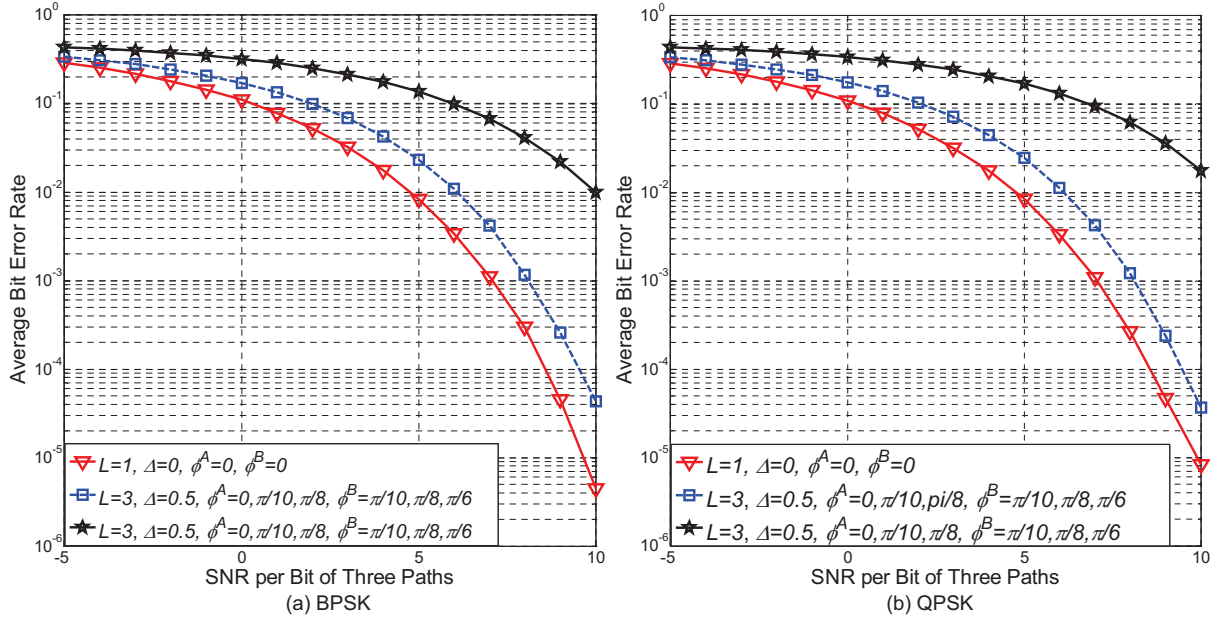 Average Bit Error Rate
10^0
10^-1
10^-2
10^-3
10^-4
10^-5
10^-6
-5 0 5 10
L=1, Δ=0, ϕ^A=0, ϕ^B=0
L=3, Δ=0.5, ϕ^A=0,π/10,π/8, ϕ^B=π/10,π/8,π/6
L=3, Δ=0.5, ϕ^A=0,π/10,π/8, ϕ^B=π/10,π/8,π/6
SNR per Bit of Three Paths
(a) BPSK
Average Bit Error Rate
10^0
10^-1
10^-2
10^-3
10^-4
10^-5
10^-6
-5 0 5 10
L=1, Δ=0, ϕ^A=0, ϕ^B=0
L=3, Δ=0.5, ϕ^A=0,π/10,pi/8, ϕ^B=π/10,π/8,π/6
L=3, Δ=0.5, ϕ^A=0,π/10,π/8, ϕ^B=π/10,π/8,π/6
SNR per Bit of Three Paths
(b) QPSK